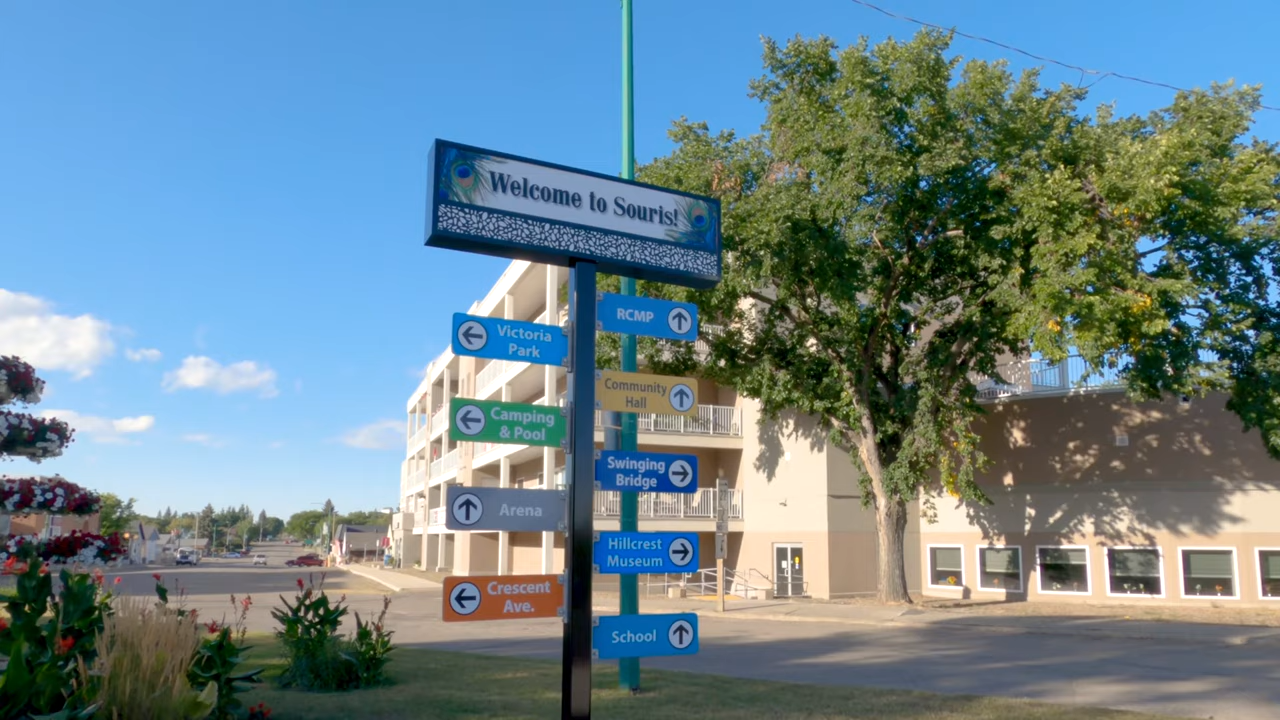 Welcome to Souris!
RCMP
Victoria
Park
Community
Hall
Camping
& Pool
Swinging
Bridge
Arena
Hillcrest
Museum
Crescent
Ave.
School